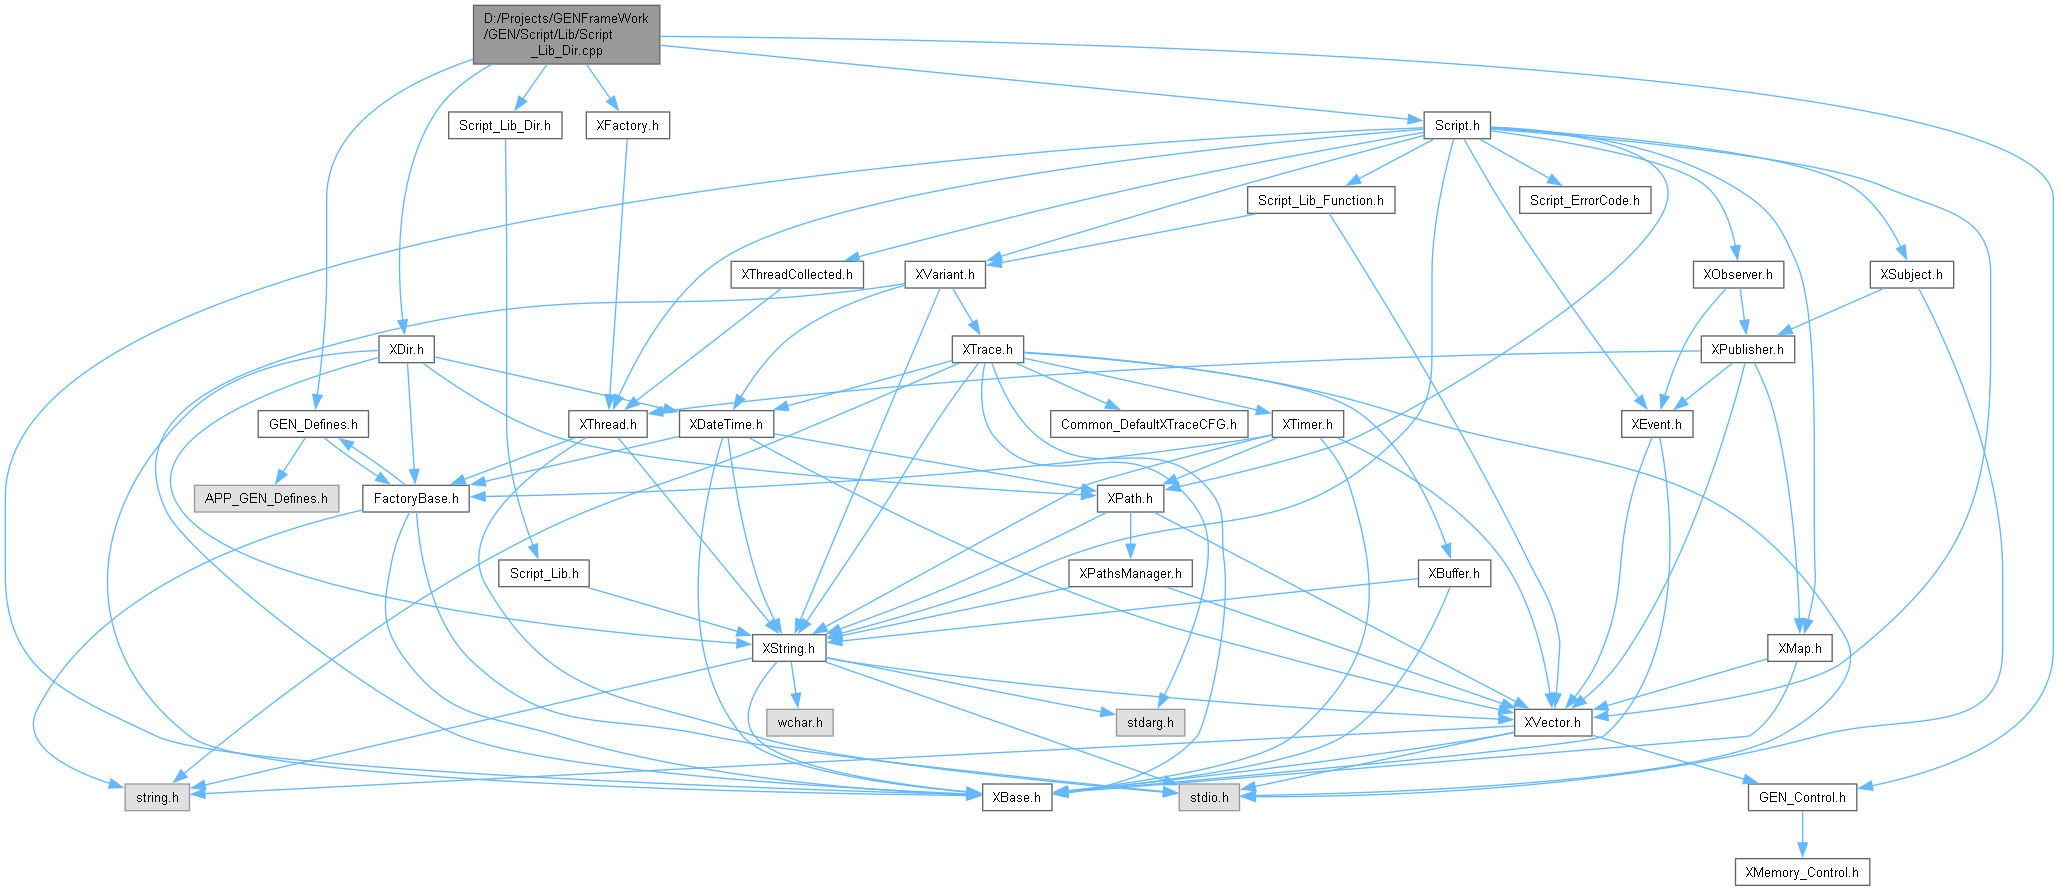 D:/Projects/GENFrameWork
/GEN/Script/Lib/Script
_Lib_Dir.cpp
Script_Lib_Dir.h
XFactory.h
Script.h
Script_Lib_Function.h
Script_ErrorCode.h
XThreadCollected.h
XVariant.h
XObserver.h
XSubject.h
XDir.h
XTrace.h
XPublisher.h
GEN_Defines.h
XThread.h
XDateTime.h
Common_DefaultXTraceCFG.h
XTimer.h
XEvent.h
APP_GEN_Defines.h
FactoryBase.h
XPath.h
Script_Lib.h
XPathsManager.h
XBuffer.h
XString.h
XMap.h
wchar.h
stdarg.h
XVector.h
string.h
XBase.h
stdio.h
GEN_Control.h
XMemory_Control.h